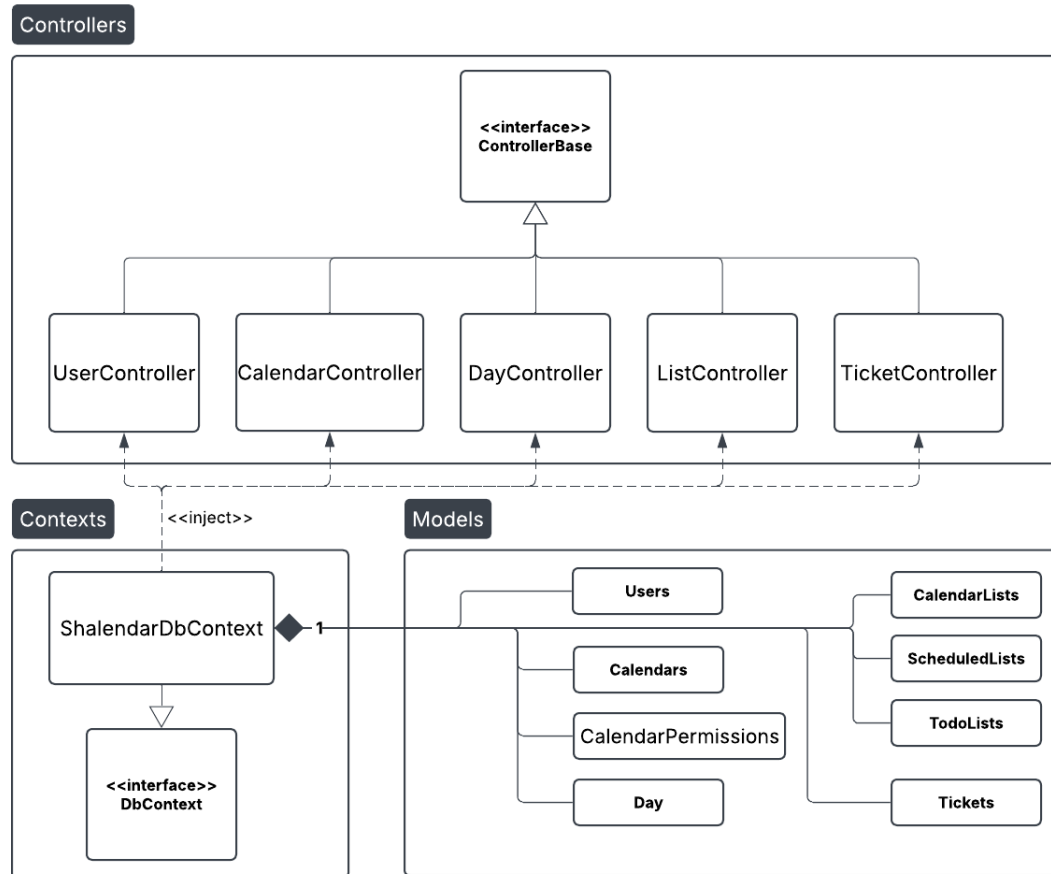 Controllers
<<interface>>
ControllerBase
UserController
CalendarController
DayController
ListController
TicketController
<<inject>>
Contexts
Models
ShalendarDbContext
1
<<interface>>
DbContext
Users
Calendars
CalendarPermissions
Day
CalendarLists
ScheduledLists
TodoLists
Tickets